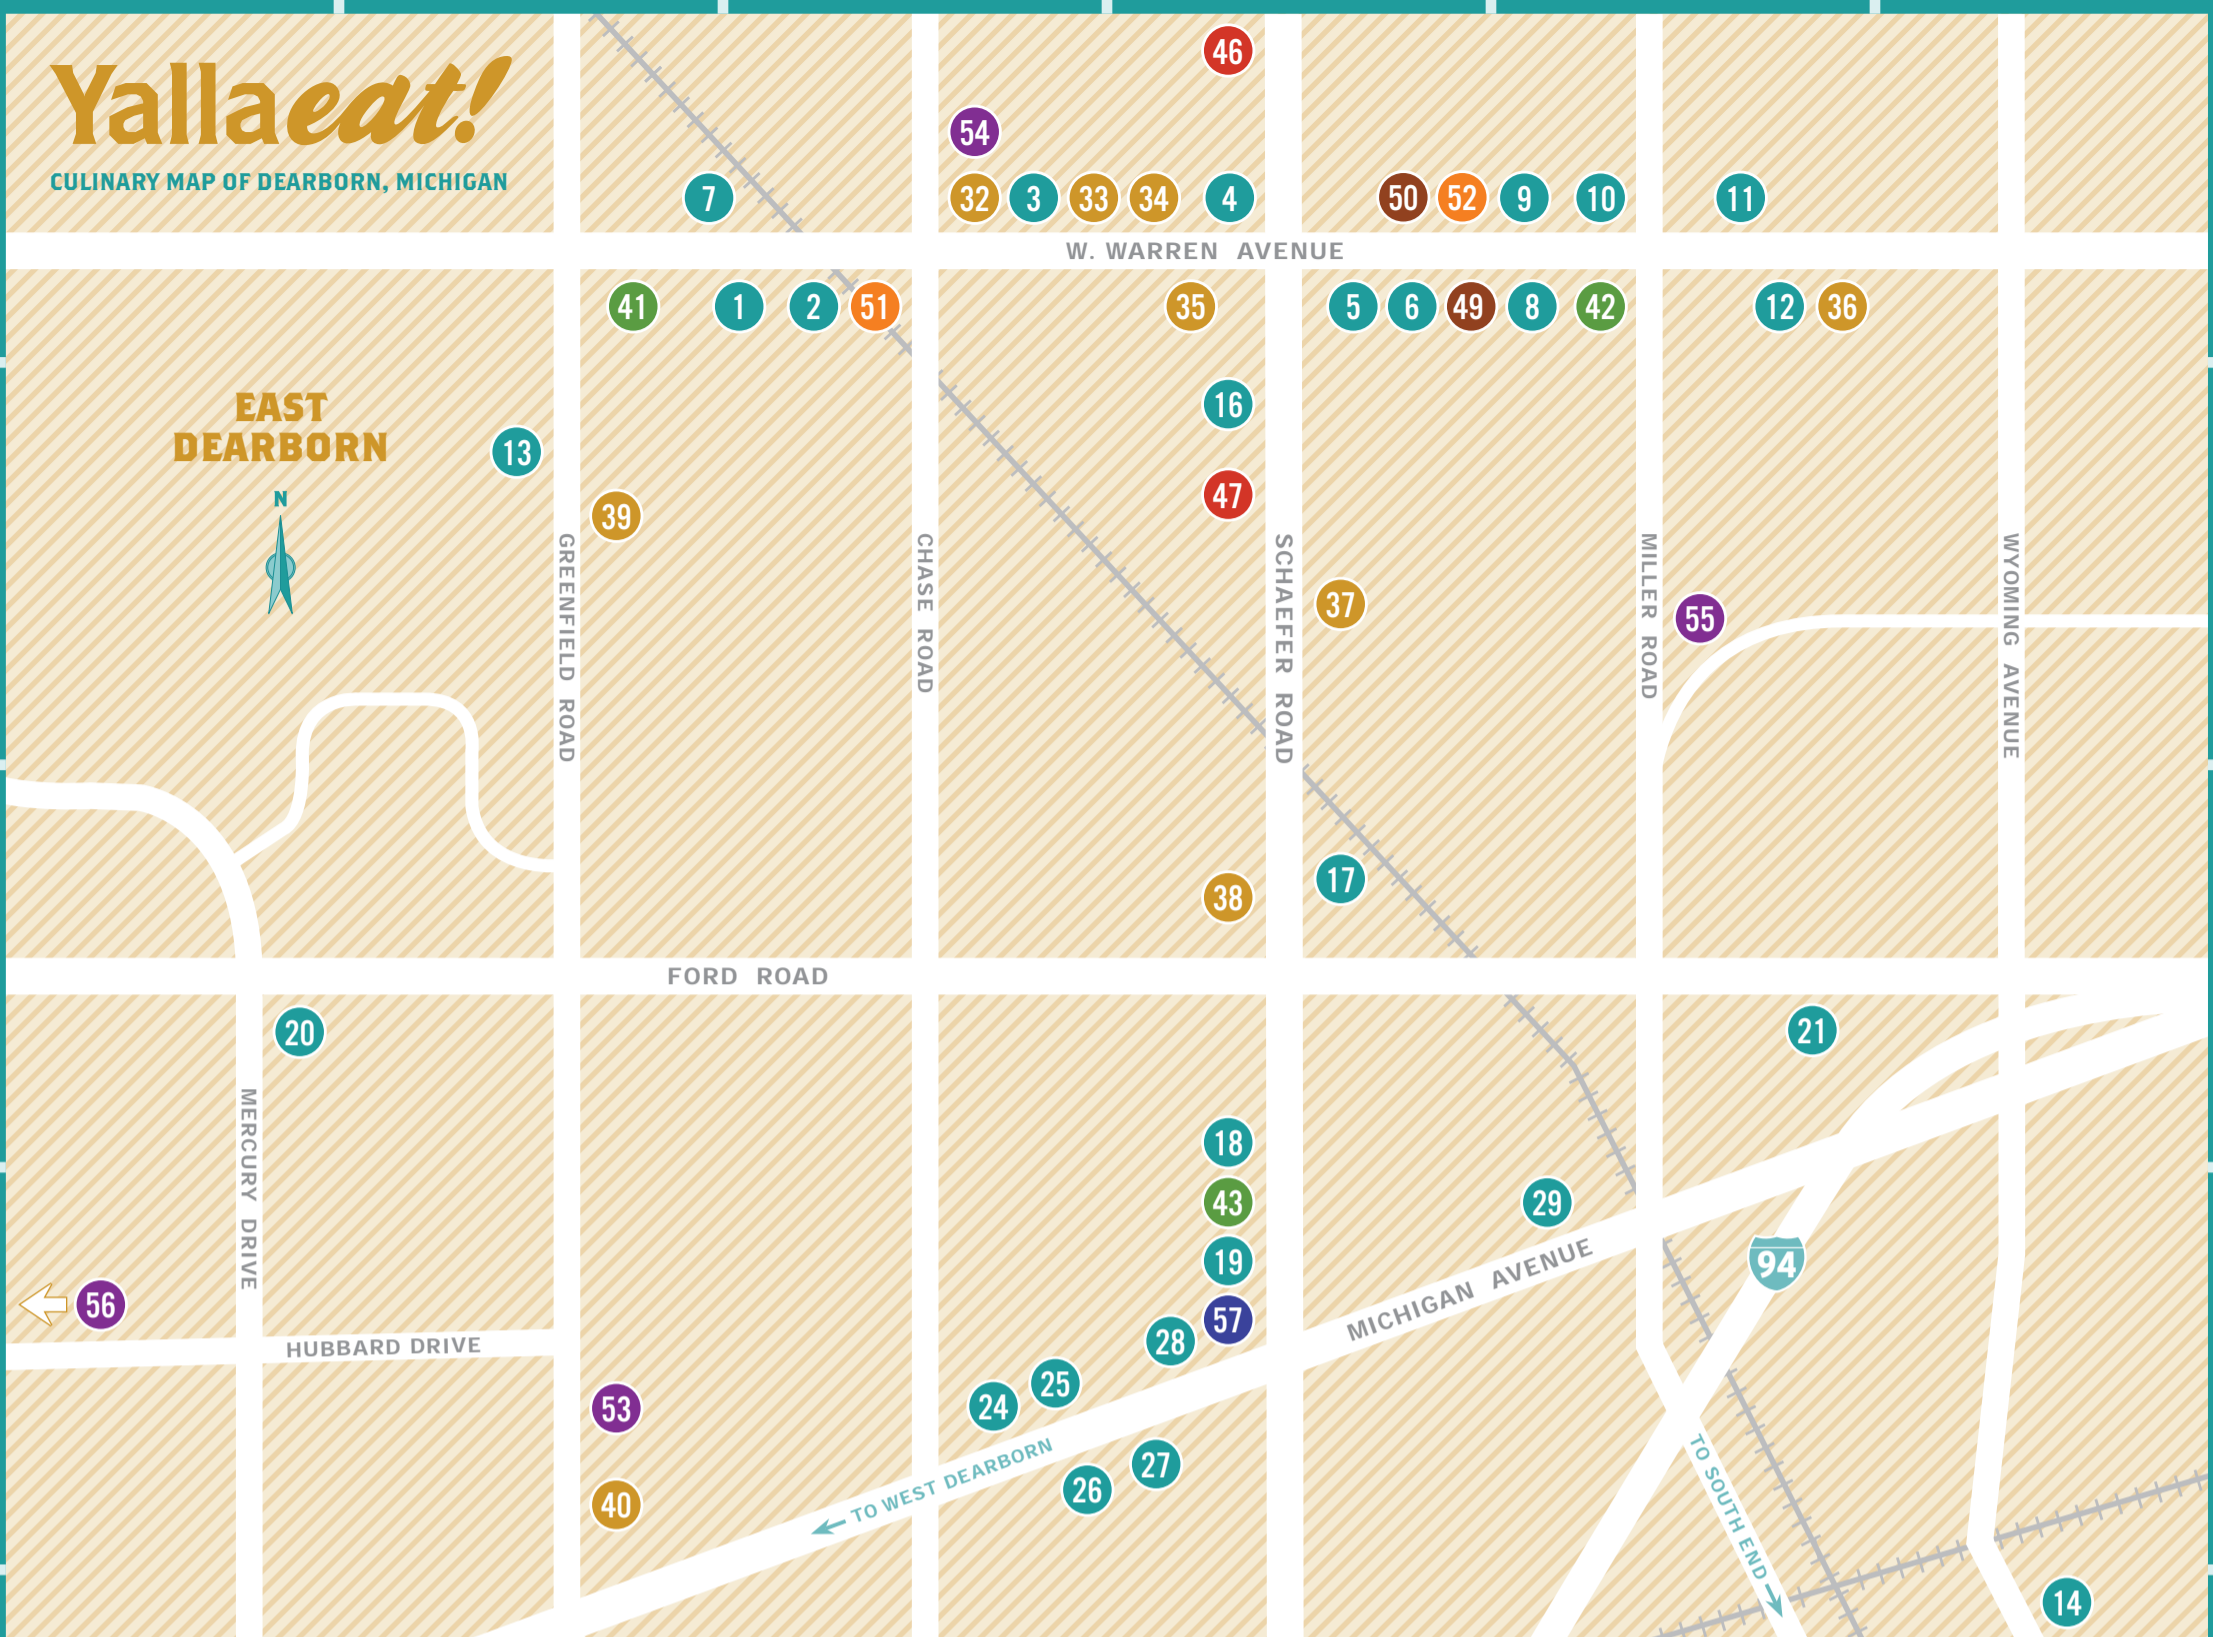 Yallaeat!
CULINARY MAP OF DEARBORN, MICHIGAN
46
54
7
32 3 33 34 4
50 52 9 10 11
W. WARREN AVENUE
41 1 2 51
35
5 6 49 8 42
12 36
EAST
DEARBORN
N
13
39
16
47
37
55
GREENFIELD ROAD
CHASE ROAD
SCHAEFER ROAD
MILLER ROAD
WYOMING AVENUE
38
17
FORD ROAD
20
21
MERCURY DRIVE
18
43
19
57
28
29
94
MICHIGAN AVENUE
56
HUBBARD DRIVE
53
40
24
25
26
27
TO WEST DEARBORN
TO SOUTH END
14